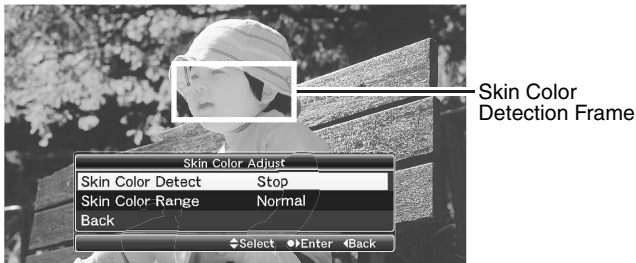 Skin Color
Detection Frame
Skin Color Adjust
Skin Color Detect Stop
Skin Color Range Normal
Back
Select Enter Back